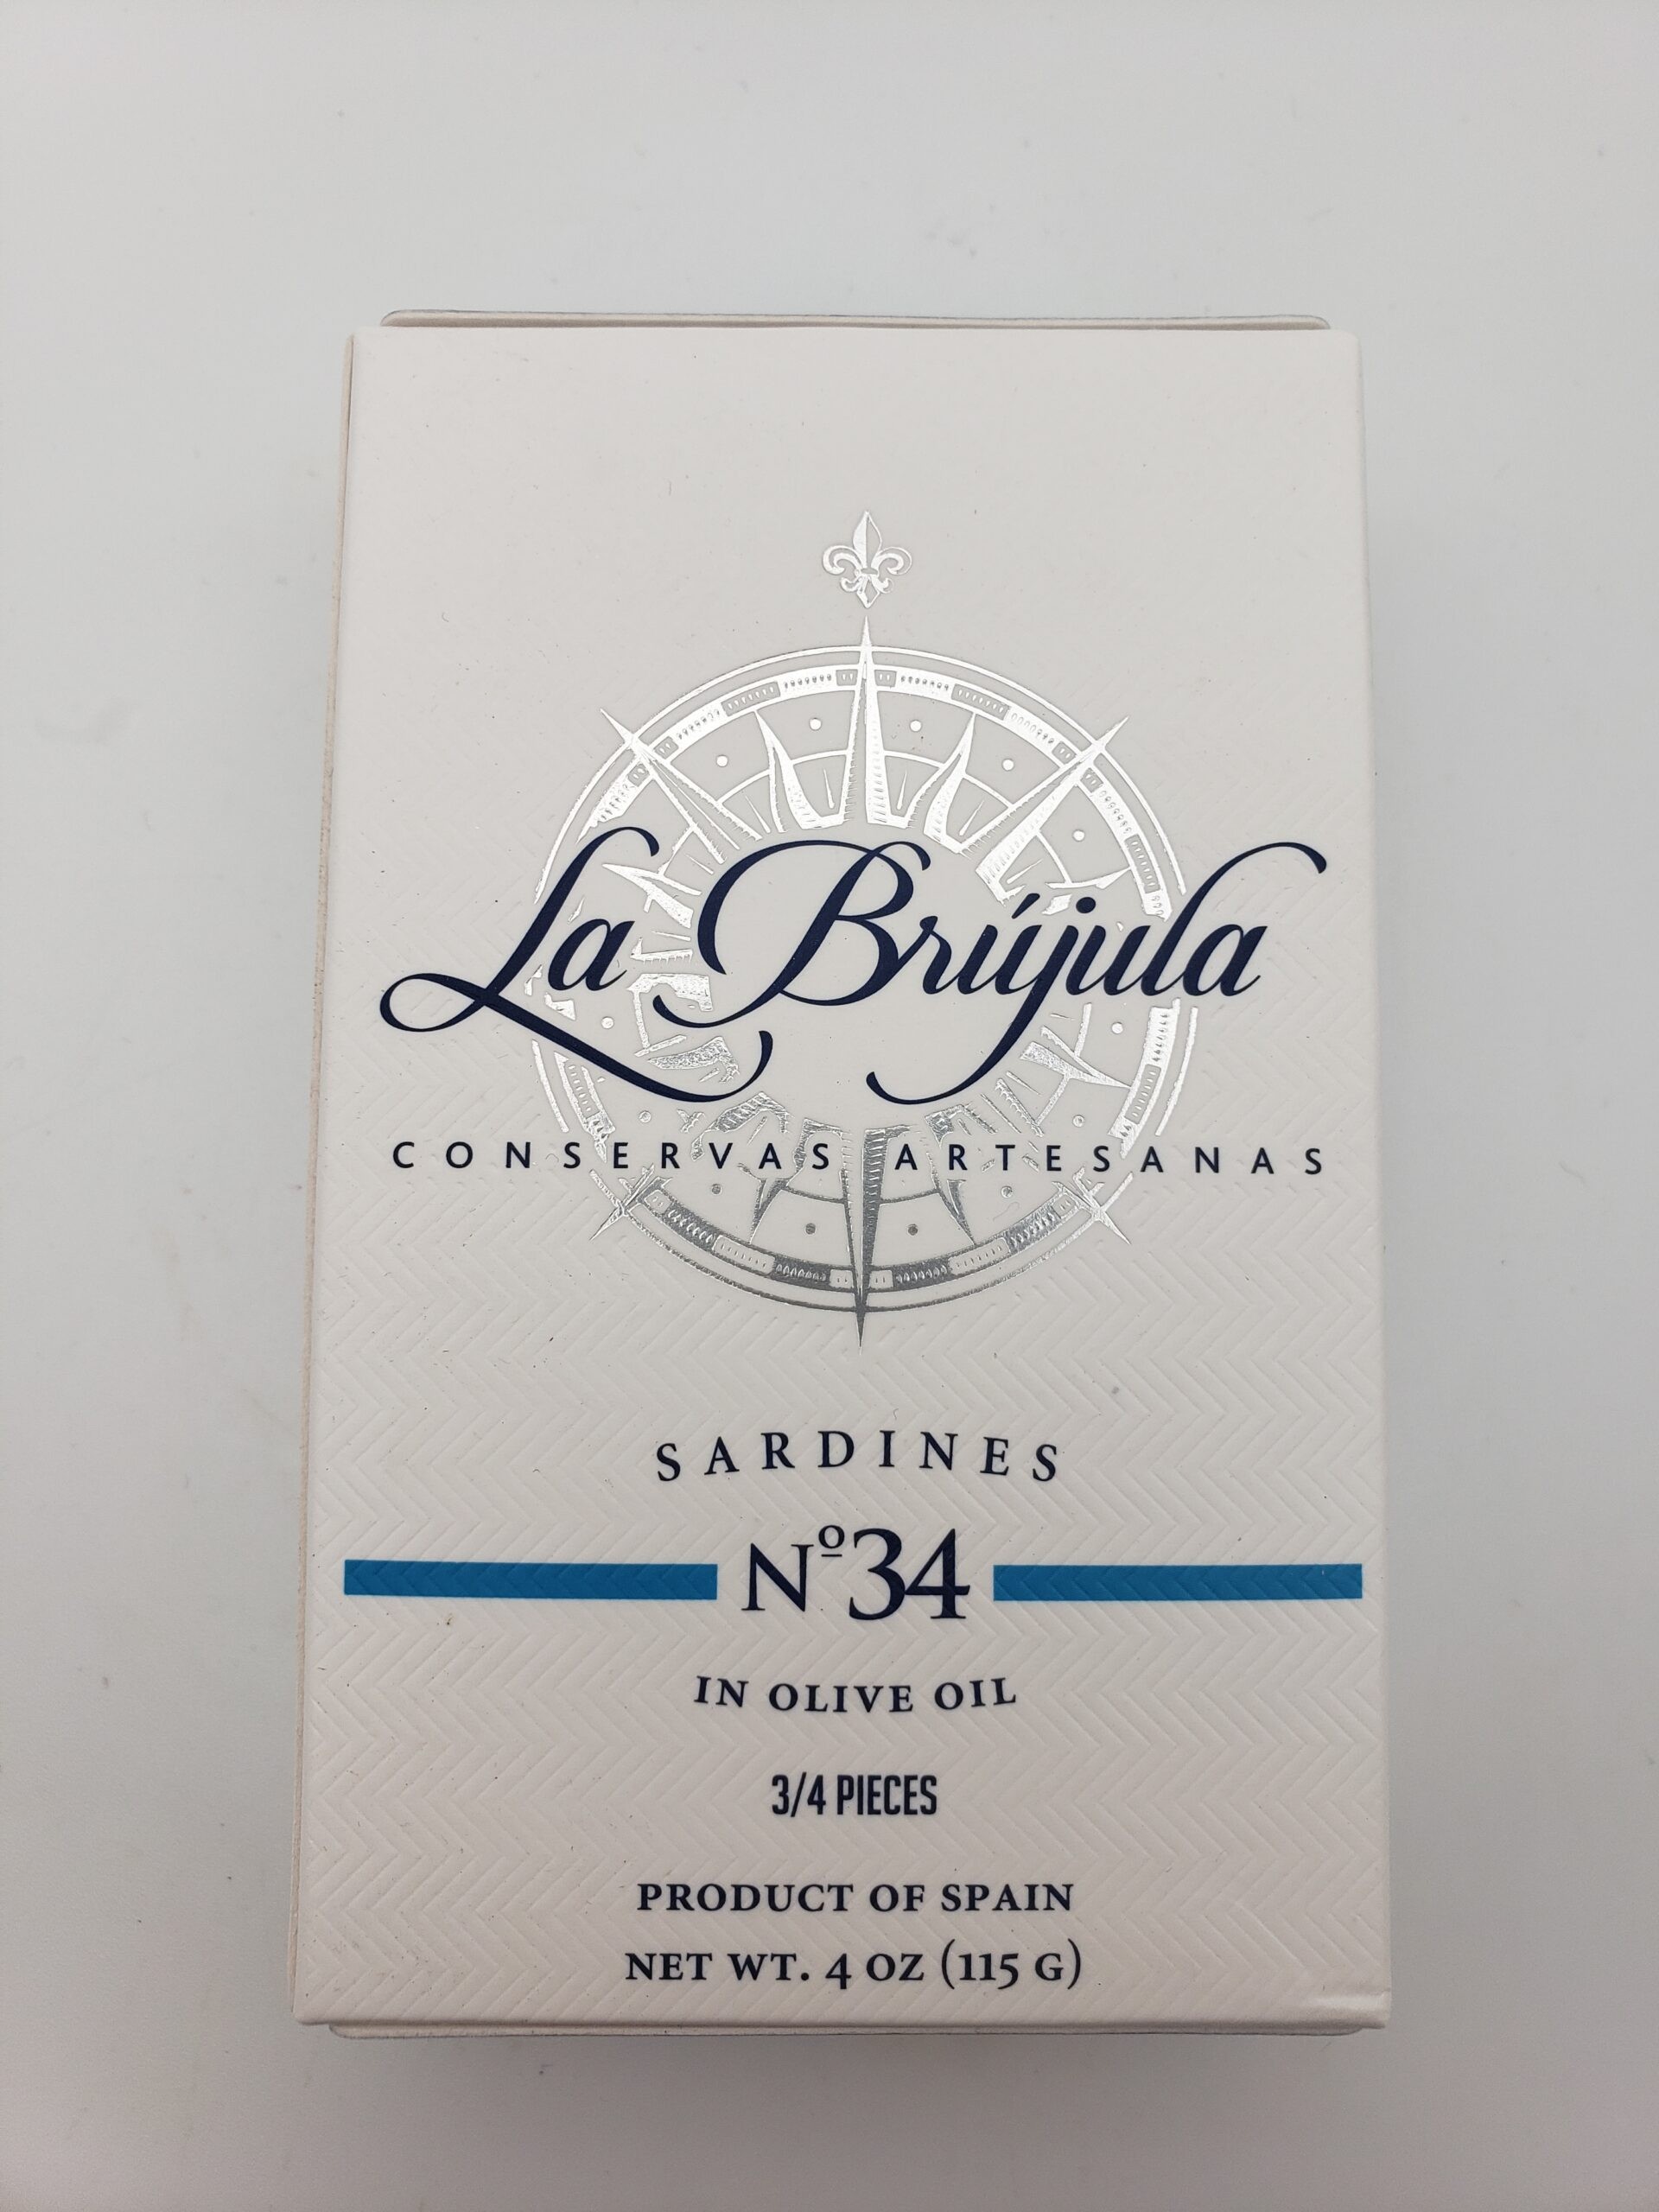 La Brújula
CONSERVAS ARTESANAS
SARDINES
Nº34
IN OLIVE OIL
3/4 PIECES
PRODUCT OF SPAIN
NET WT. 4 OZ (115 G)